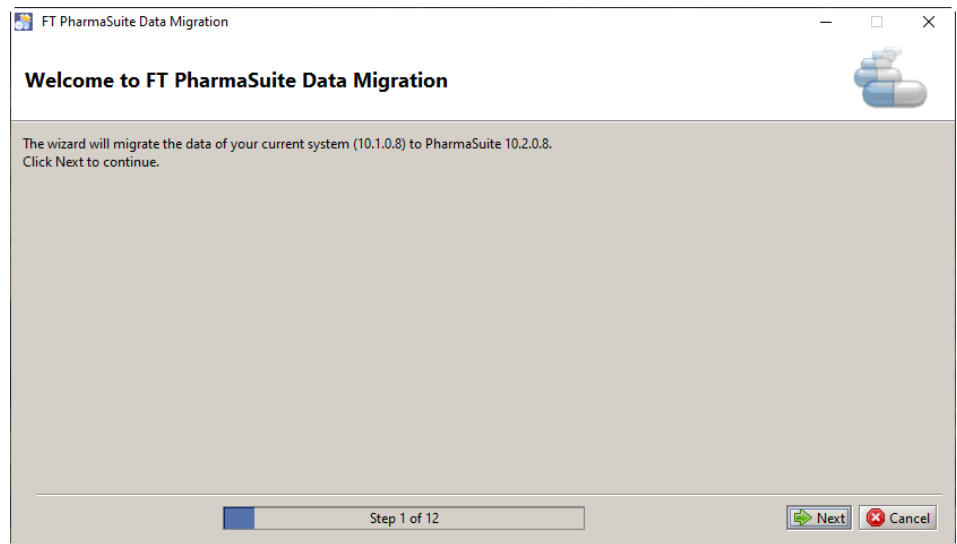 FT PharmaSuite Data Migration
Welcome to FT PharmaSuite Data Migration
The wizard will migrate the data of your current system (10.1.0.8) to PharmaSuite 10.2.0.8.
Click Next to continue.
Step 1 of 12
Next
Cancel